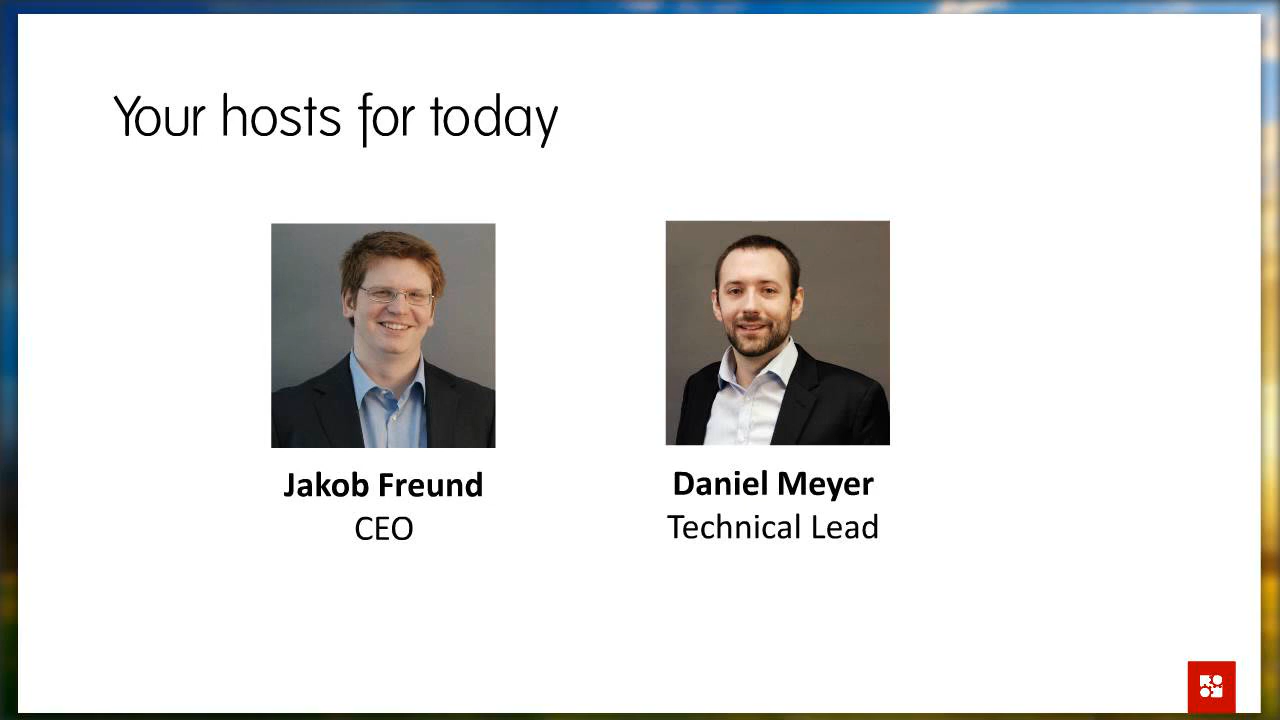 Your hosts for today
Jakob Freund
CEO
Daniel Meyer
Technical Lead